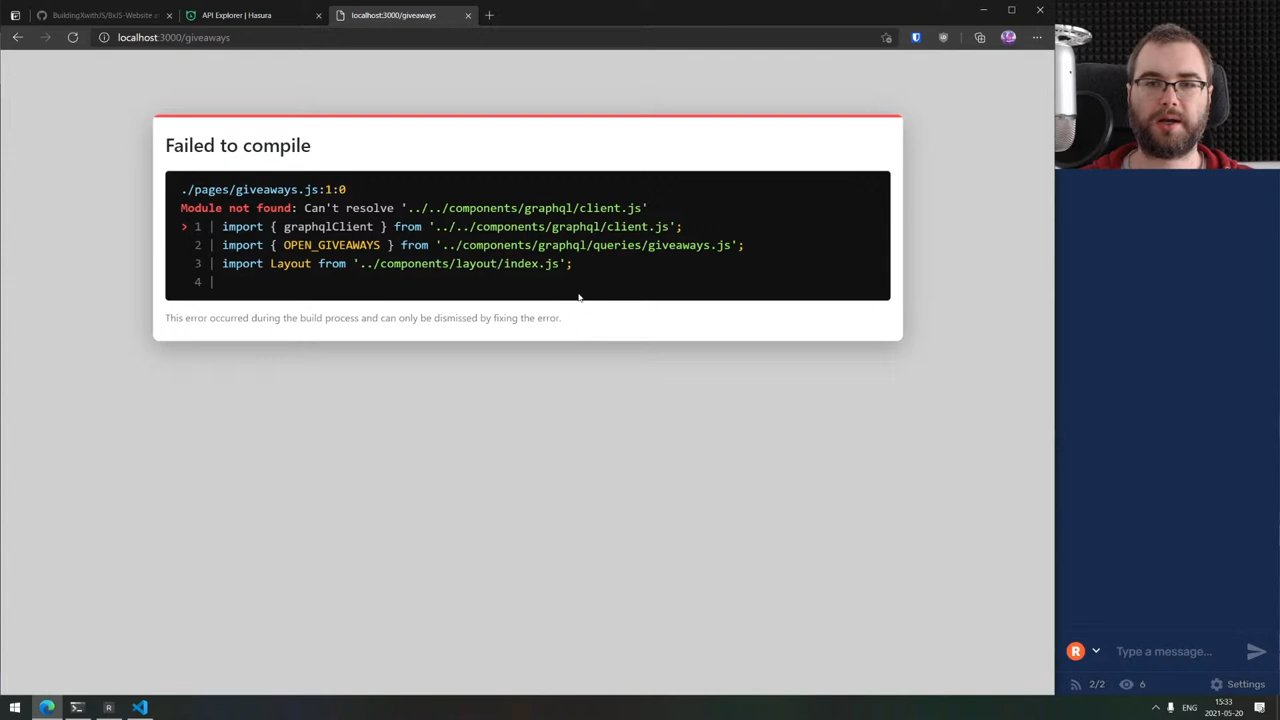 BuildingXwithJS/BxJS-Website
API Explorer | Hasura
localhost:3000/giveaways
localhost:3000/giveaways
Failed to compile
./pages/giveaways.js:1:0
Module not found: Can't resolve '../../components/graphql/client.js'
> 1 | import { graphqlClient } from '../../components/graphql/client.js';
2 | import { OPEN_GIVEAWAYS } from '../components/graphql/queries/giveaways.js';
3 | import Layout from '../components/layout/index.js';
4 |
This error occurred during the build process and can only be dismissed by fixing the error.
R
Type a message...
2/2
6
Settings
ENG
15:33
2021-05-20